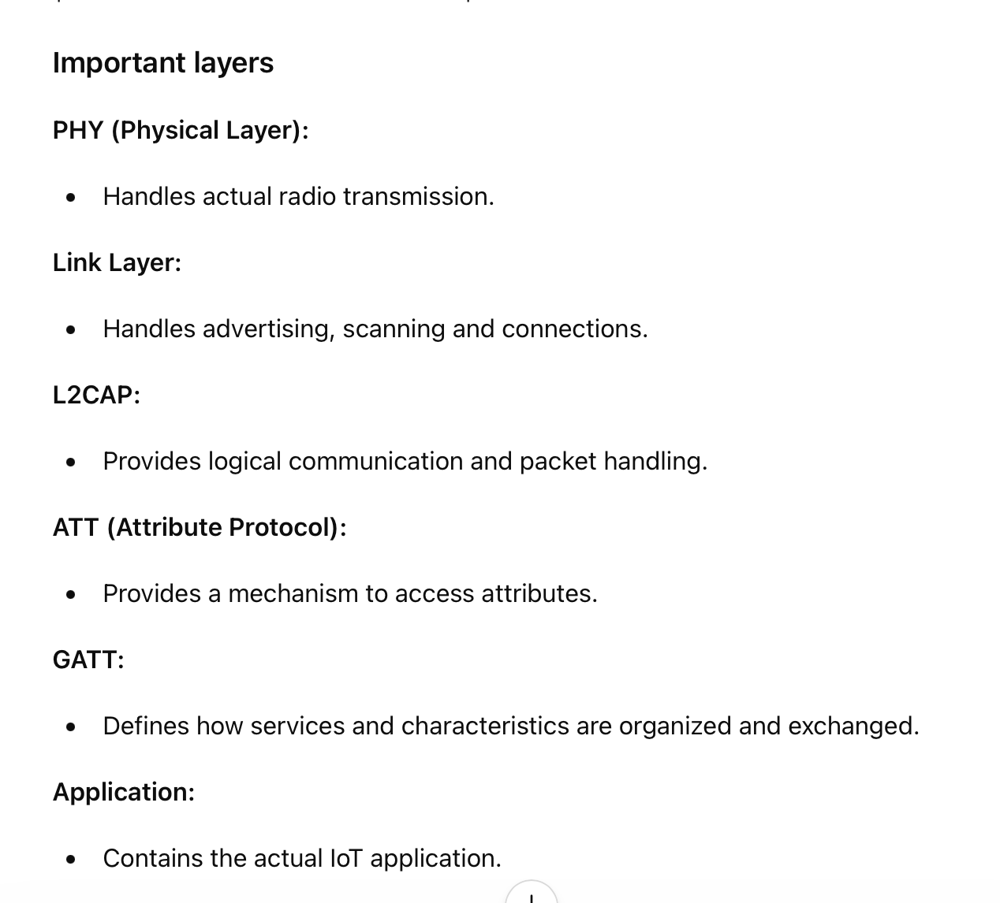 Important layers
PHY (Physical Layer):
• Handles actual radio transmission.
Link Layer:
• Handles advertising, scanning and connections.
L2CAP:
• Provides logical communication and packet handling.
ATT (Attribute Protocol):
• Provides a mechanism to access attributes.
GATT:
• Defines how services and characteristics are organized and exchanged.
Application:
• Contains the actual IoT application.